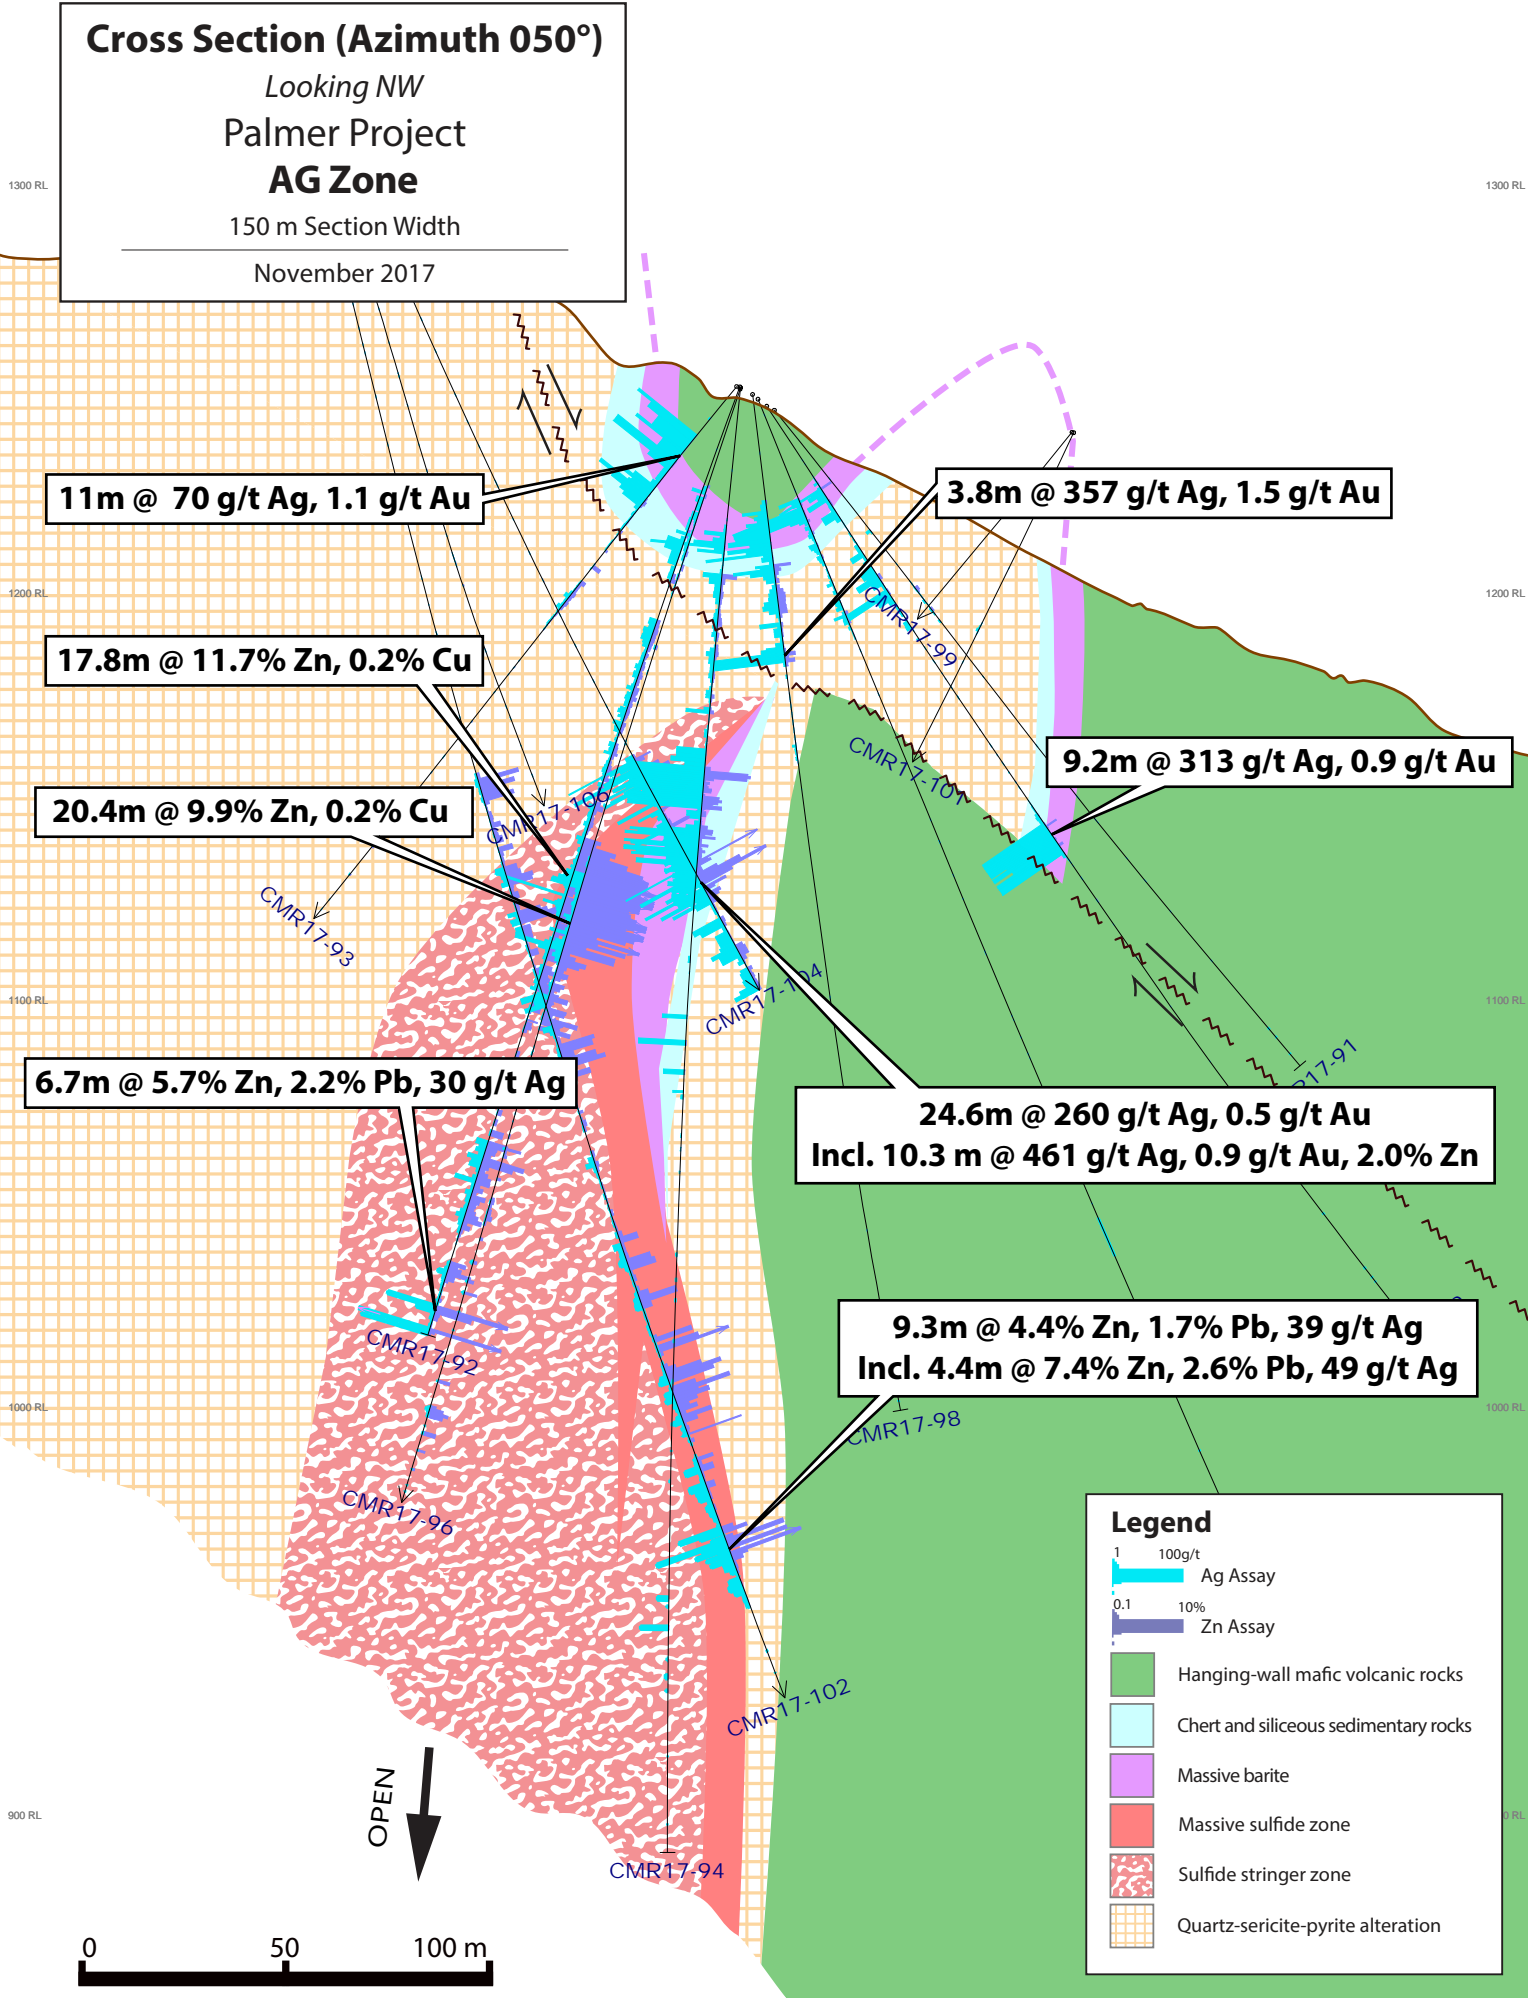 Cross Section (Azimuth 050°)
Looking NW
Palmer Project
AG Zone
150 m Section Width
November 2017
1300 RL
1300 RL
11m @ 70 g/t Ag, 1.1 g/t Au
3.8m @ 357 g/t Ag, 1.5 g/t Au
1200 RL
1200 RL
CMR17-99
17.8m @ 11.7% Zn, 0.2% Cu
CMR17-101
9.2m @ 313 g/t Ag, 0.9 g/t Au
20.4m @ 9.9% Zn, 0.2% Cu
CMR17-106
CMR17-93
CMR17-104
1100 RL
1100 RL
R17-91
6.7m @ 5.7% Zn, 2.2% Pb, 30 g/t Ag
24.6m @ 260 g/t Ag, 0.5 g/t Au
Incl. 10.3 m @ 461 g/t Ag, 0.9 g/t Au, 2.0% Zn
CMR17-92
9.3m @ 4.4% Zn, 1.7% Pb, 39 g/t Ag
Incl. 4.4m @ 7.4% Zn, 2.6% Pb, 49 g/t Ag
1000 RL
1000 RL
CMR17-98
CMR17-96
CMR17-102
CMR17-94
OPEN
900 RL
0 RL
Legend
1 100g/t
Ag Assay
0.1 10%
Zn Assay
Hanging-wall mafic volcanic rocks
Chert and siliceous sedimentary rocks
Massive barite
Massive sulfide zone
Sulfide stringer zone
Quartz-sericite-pyrite alteration
0 50 100 m